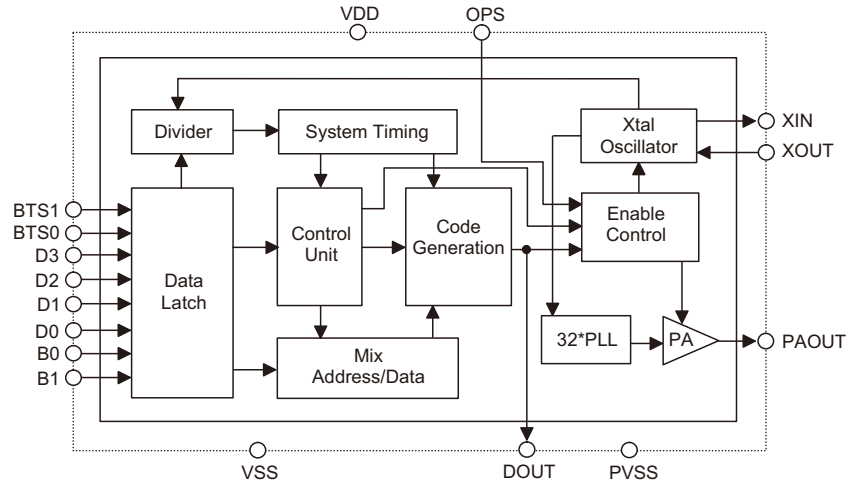 VDD
OPS
Divider
System Timing
Xtal
Oscillator
XIN
XOUT
BTS1
BTS0
D3
D2
D1
D0
B0
B1
Data
Latch
Control
Unit
Code
Generation
Enable
Control
Mix
Address/Data
32*PLL
PA
PAOUT
VSS
DOUT
PVSS